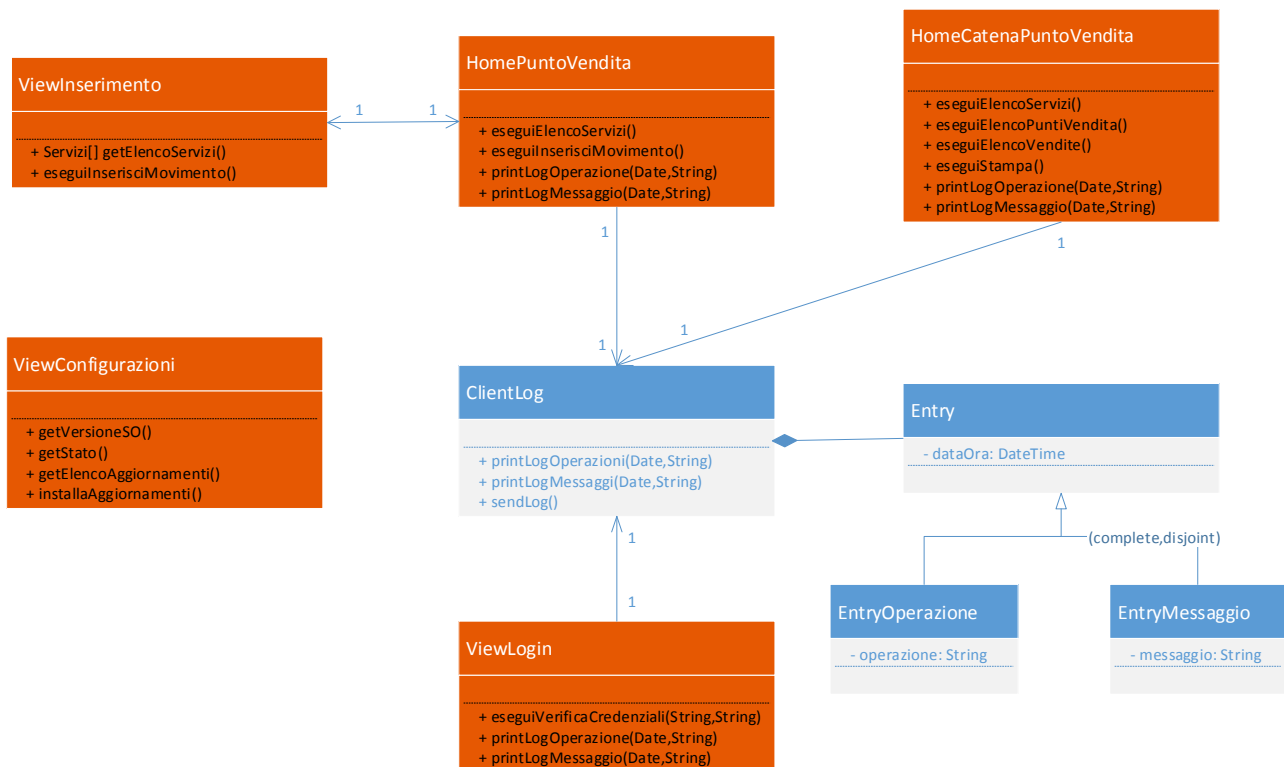 HomeCatenaPuntoVendita
+ eseguiElencoServizi()
+ eseguiElencoPuntiVendita()
+ eseguiElencoVendite()
+ eseguiStampa()
+ printLogOperazione(Date,String)
+ printLogMessaggio(Date,String)
HomePuntoVendita
+ eseguiElencoServizi()
+ eseguiInserisciMovimento()
+ printLogOperazione(Date,String)
+ printLogMessaggio(Date,String)
ViewInserimento
+ Servizi[] getElencoServizi()
+ eseguiInserisciMovimento()
1
1
1
1
1
1
ViewConfigurazioni
+ getVersioneSO()
+ getStato()
+ getElencoAggiornamenti()
+ installaAggiornamenti()
ClientLog
+ printLogOperazioni(Date,String)
+ printLogMessaggi(Date,String)
+ sendLog()
Entry
- dataOra: DateTime
(complete,disjoint)
1
1
EntryOperazione
- operazione: String
EntryMessaggio
- messaggio: String
ViewLogin
+ eseguiVerificaCredenziali(String,String)
+ printLogOperazione(Date,String)
+ printLogMessaggio(Date,String)